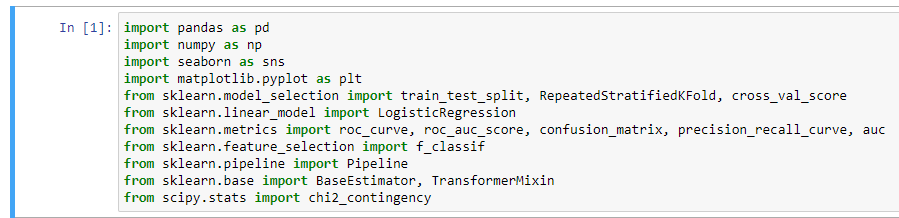 In [1]: import pandas as pd
import numpy as np
import seaborn as sns
import matplotlib.pyplot as plt
from sklearn.model_selection import train_test_split, RepeatedStratifiedKFold, cross_val_score
from sklearn.linear_model import LogisticRegression
from sklearn.metrics import roc_curve, roc_auc_score, confusion_matrix, precision_recall_curve, auc
from sklearn.feature_selection import f_classif
from sklearn.pipeline import Pipeline
from sklearn.base import BaseEstimator, TransformerMixin
from scipy.stats import chi2_contingency